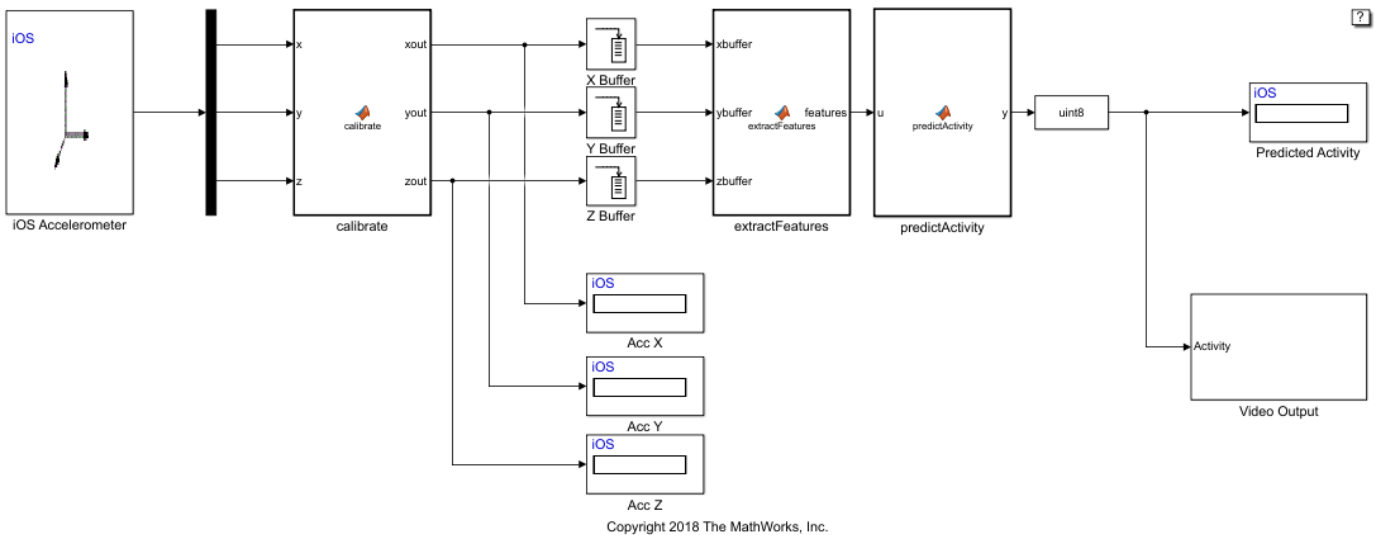 iOS
iOS Accelerometer
x
y
z
calibrate
xout
yout
zout
calibrate
X Buffer
Y Buffer
Z Buffer
xbuffer
ybuffer
zbuffer
features
extractFeatures
extractFeatures
u
predictActivity
y
predictActivity
uint8
?
iOS
Predicted Activity
Activity
Video Output
iOS
Acc X
iOS
Acc Y
iOS
Acc Z
Copyright 2018 The MathWorks, Inc.